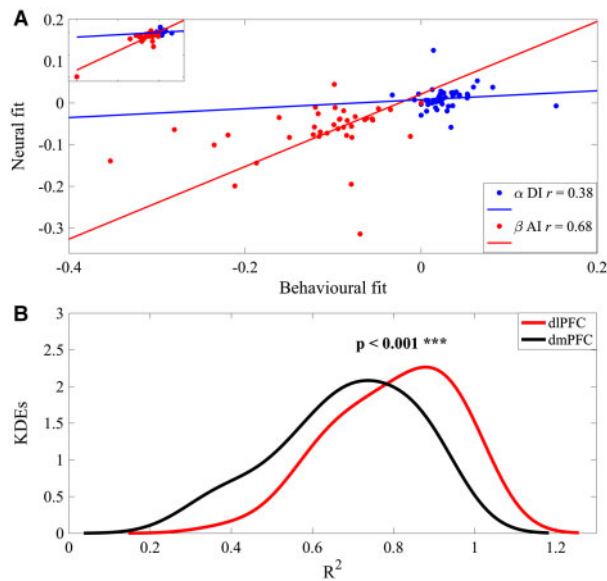 A
0.2
0.1
0
-0.1
-0.2
-0.3
Neural fit
α DI r = 0.38
β AI r = 0.68
-0.4
-0.2
0
0.2
Behavioural fit
B
3
2.5
2
1.5
1
0.5
0
KDEs
p < 0.001 ***
dlPFC
dmPFC
0
0.2
0.4
0.6
0.8
1
1.2
R²